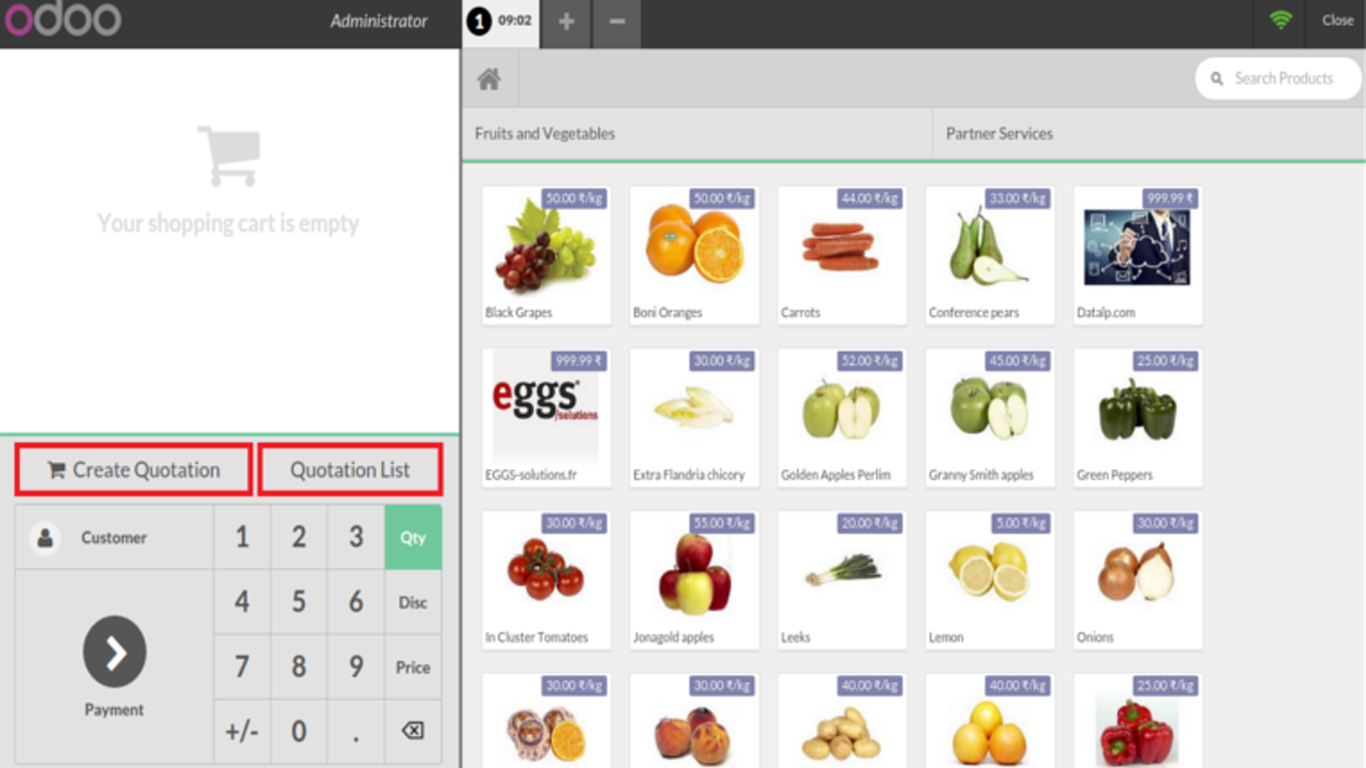 odoo
Administrator
1 09:02 + −
Close
Search Products
Fruits and Vegetables
Partner Services
Your shopping cart is empty
50.00 ₹/kg
Black Grapes
50.00 ₹/kg
Boni Oranges
44.00 ₹/kg
Carrots
33.00 ₹/kg
Conference pears
999.99 ₹
Datalp.com
999.99 ₹
eggs
/solutions
EGGS-solutions.fr
30.00 ₹/kg
Extra Flandria chicory
52.00 ₹/kg
Golden Apples Perlim
45.00 ₹/kg
Granny Smith apples
25.00 ₹/kg
Green Peppers
30.00 ₹/kg
In Cluster Tomatoes
55.00 ₹/kg
Jonagold apples
20.00 ₹/kg
Leeks
5.00 ₹/kg
Lemon
30.00 ₹/kg
Onions
30.00 ₹/kg
30.00 ₹/kg
40.00 ₹/kg
40.00 ₹/kg
25.00 ₹/kg
Create Quotation
Quotation List
Customer
1 2 3 Qty
4 5 6 Disc
7 8 9 Price
Payment
+/- 0 .